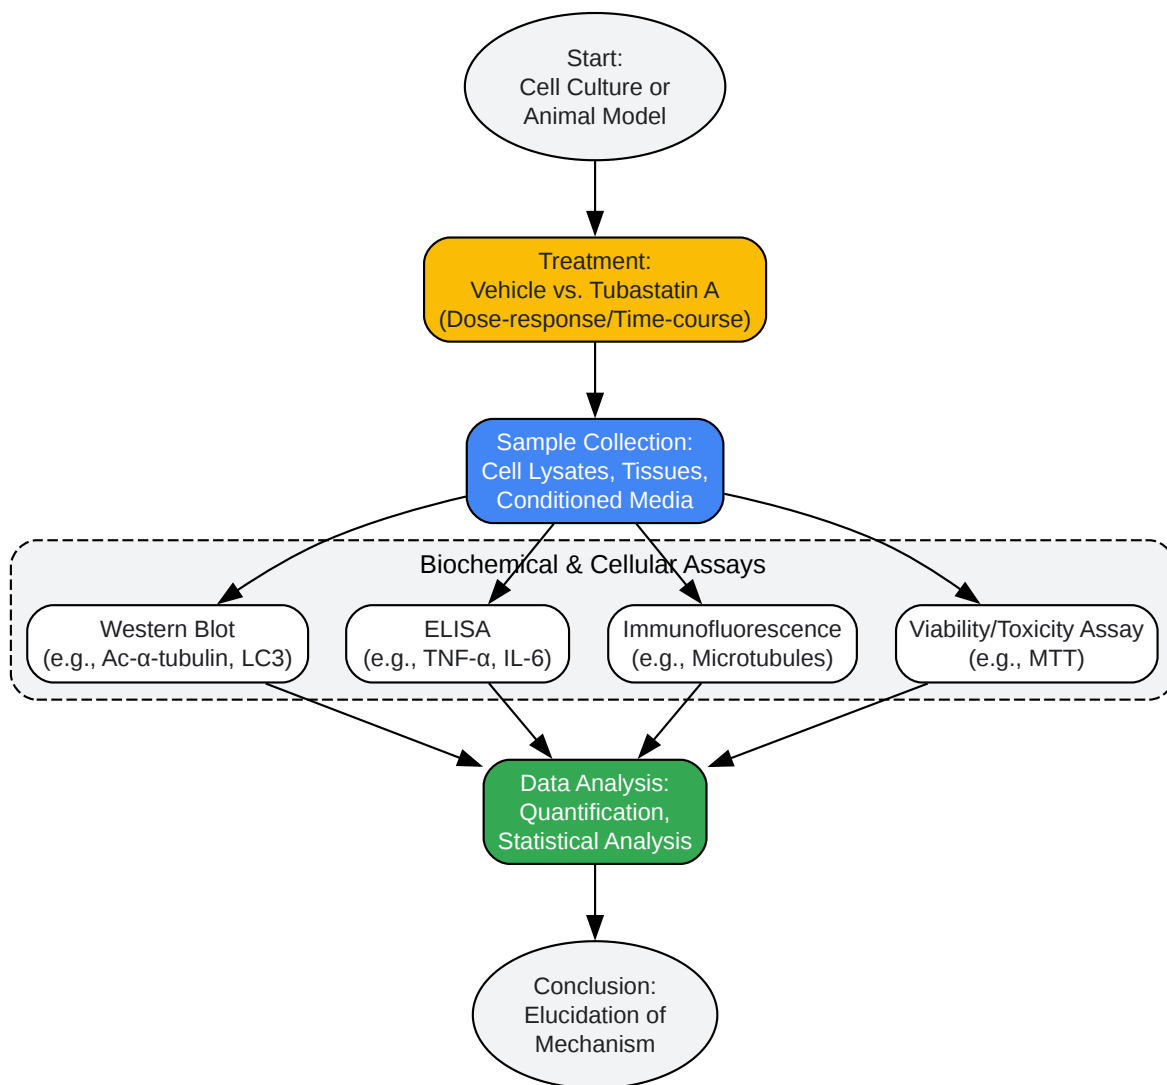 Start:
Cell Culture or
Animal Model
Treatment:
Vehicle vs. Tubastatin A
(Dose-response/Time-course)
Sample Collection:
Cell Lysates, Tissues,
Conditioned Media
Biochemical & Cellular Assays
Western Blot
(e.g., Ac-α-tubulin, LC3)
ELISA
(e.g., TNF-α, IL-6)
Immunofluorescence
(e.g., Microtubules)
Viability/Toxicity Assay
(e.g., MTT)
Data Analysis:
Quantification,
Statistical Analysis
Conclusion:
Elucidation of
Mechanism